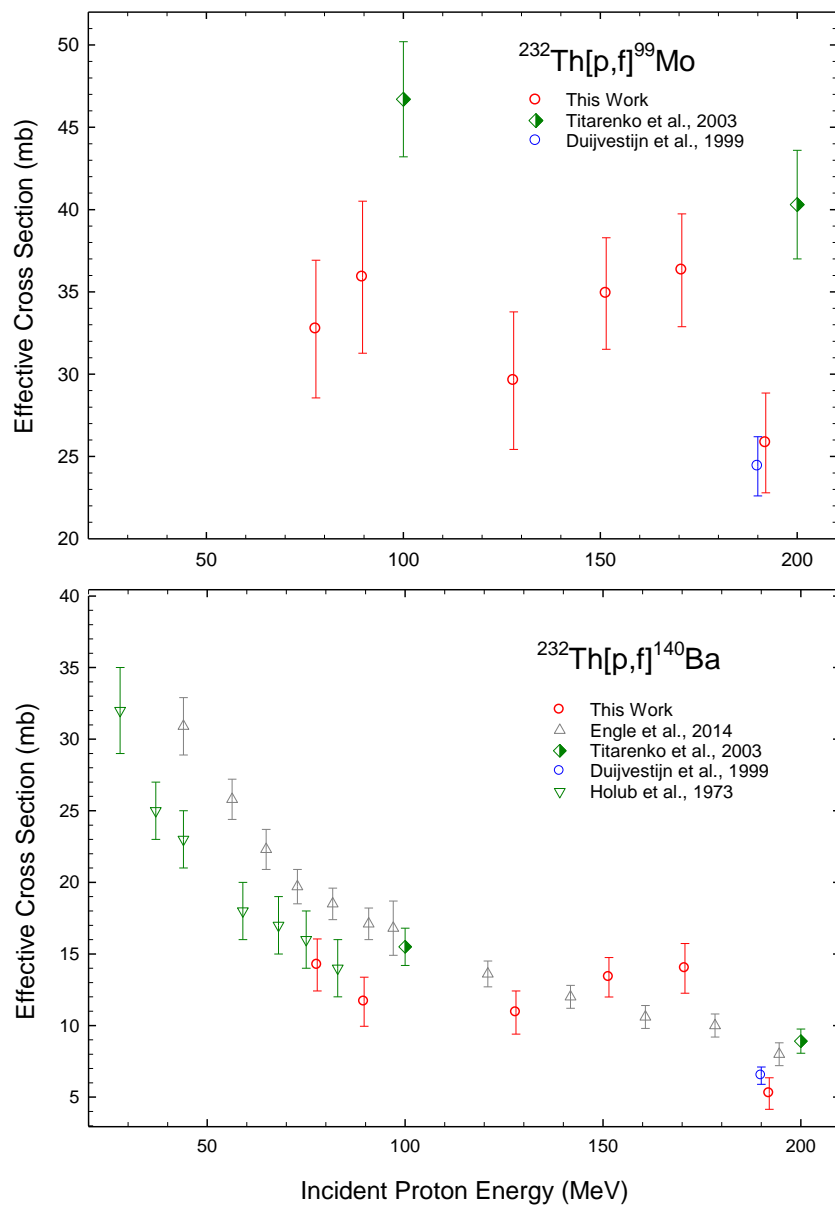 ²³²Th[p,f]⁹⁹Mo
This Work
Titarenko et al., 2003
Duijvestijn et al., 1999
Effective Cross Section (mb)
50
45
40
35
30
25
20
50
100
150
200
²³²Th[p,f]¹⁴⁰Ba
This Work
Engle et al., 2014
Titarenko et al., 2003
Duijvestijn et al., 1999
Holub et al., 1973
Effective Cross Section (mb)
40
35
30
25
20
15
10
5
50
100
150
200
Incident Proton Energy (MeV)